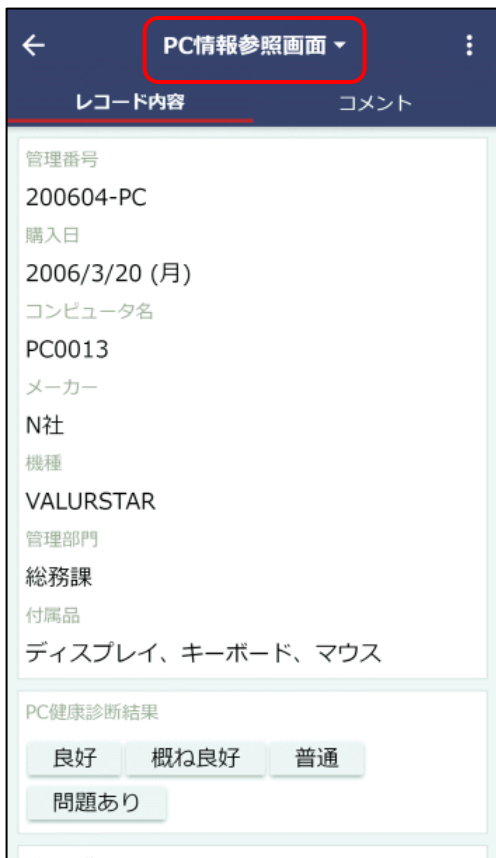 PC情報参照画面
レコード内容 コメント
管理番号
200604-PC
購入日
2006/3/20 (月)
コンピュータ名
PC0013
メーカー
N社
機種
VALURSTAR
管理部門
総務課
付属品
ディスプレイ、キーボード、マウス
PC健康診断結果
良好 概ね良好 普通
問題あり